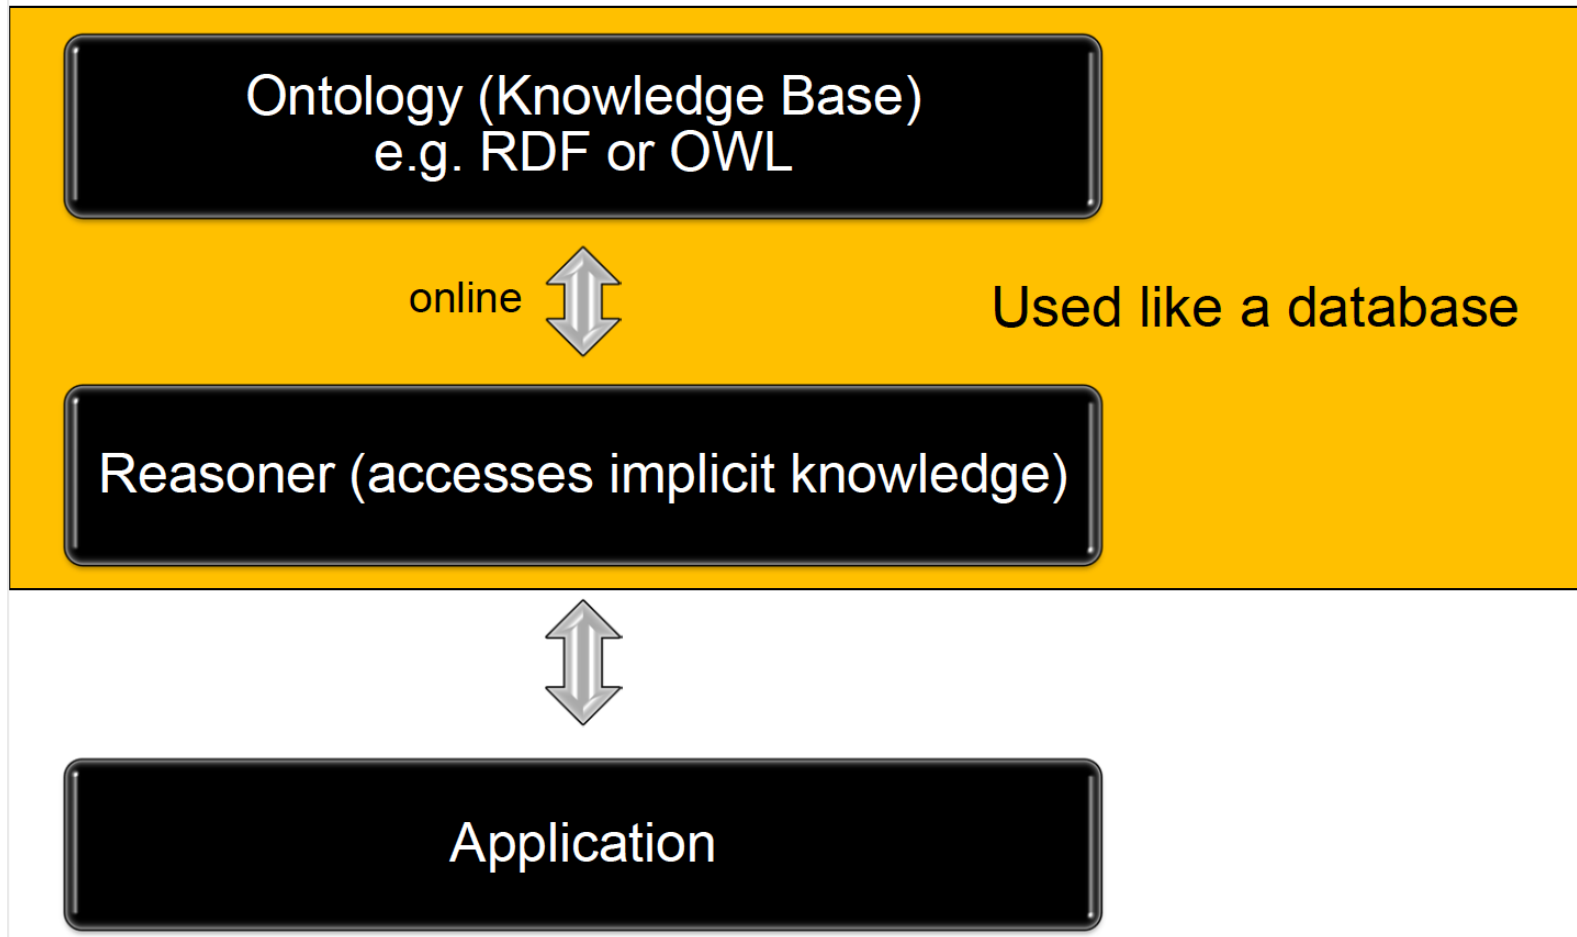 Ontology (Knowledge Base)
e.g. RDF or OWL
online
Used like a database
Reasoner (accesses implicit knowledge)
Application